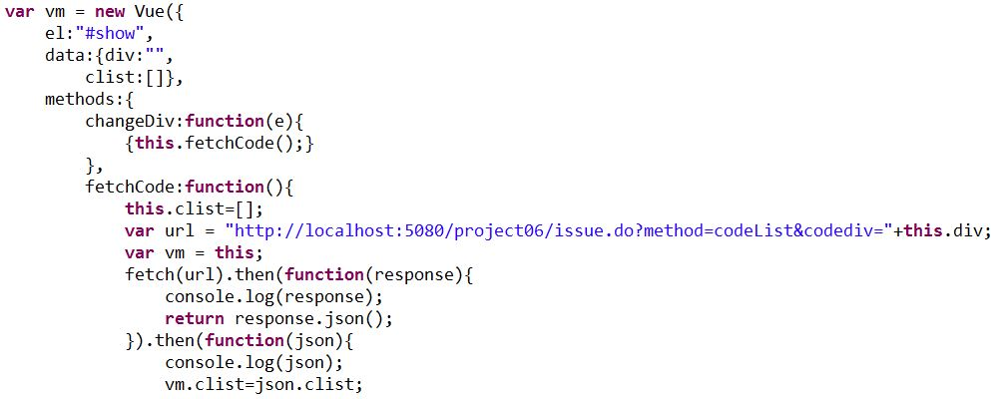 var vm = new Vue({
    el:"#show",
    data:{div:"",
        clist:[]},
    methods:{
        changeDiv:function(e){
            {this.fetchCode();}
        },
        fetchCode:function(){
            this.clist=[];
            var url = "http://localhost:5080/project06/issue.do?method=codeList&codediv="+this.div;
            var vm = this;
            fetch(url).then(function(response){
                console.log(response);
                return response.json();
            }).then(function(json){
                console.log(json);
                vm.clist=json.clist;